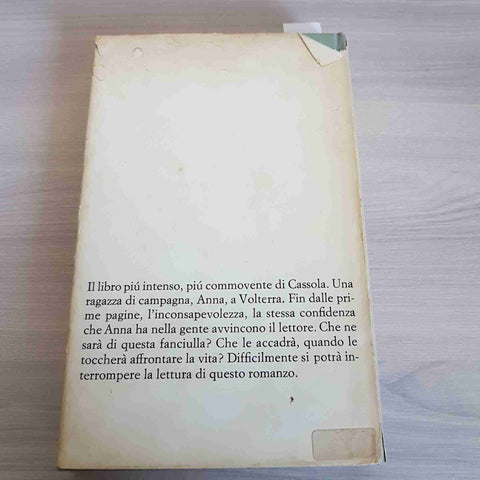 Il libro piú intenso, piú commovente di Cassola. Una
ragazza di campagna, Anna, a Volterra. Fin dalle pri-
me pagine, l'inconsapevolezza, la stessa confidenza
che Anna ha nella gente avvincono il lettore. Che ne
sarà di questa fanciulla? Che le accadrà, quando le
toccherà affrontare la vita? Difficilmente si potrà in-
terrompere la lettura di questo romanzo.